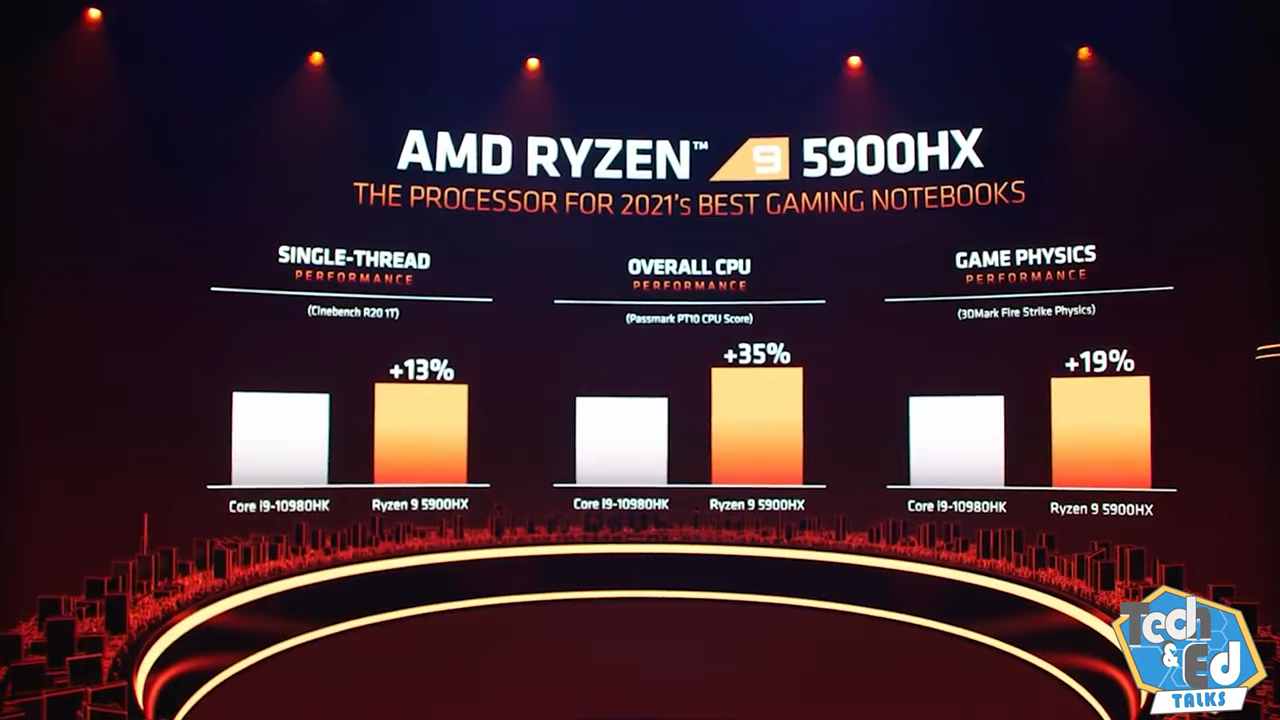 AMD RYZEN™ 9 5900HX
THE PROCESSOR FOR 2021's BEST GAMING NOTEBOOKS
SINGLE-THREAD
PERFORMANCE
(Cinebench R20 1T)
+13%
Core i9-10980HK
Ryzen 9 5900HX
OVERALL CPU
PERFORMANCE
(Passmark PT10 CPU Score)
+35%
Core i9-10980HK
Ryzen 9 5900HX
GAME PHYSICS
PERFORMANCE
(3DMark Fire Strike Physics)
+19%
Core i9-10980HK
Ryzen 9 5900HX
Tech
& Ed
TALKS